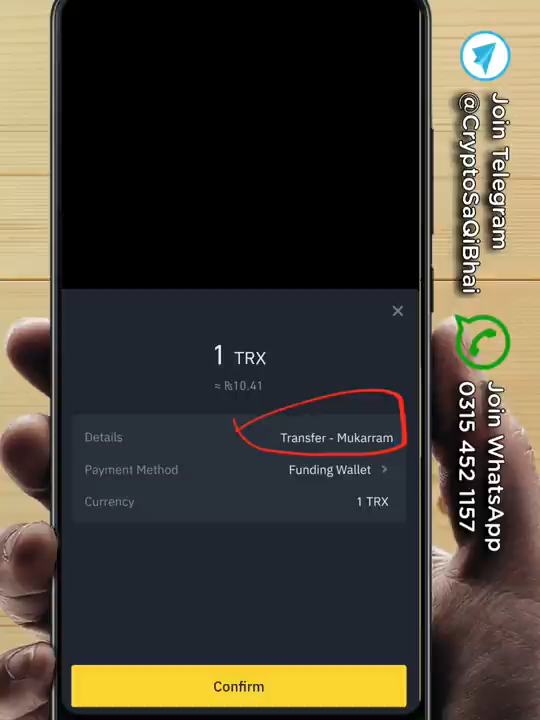 1 TRX
≈ ₨10.41
Details Transfer - Mukarram
Payment Method Funding Wallet >
Currency 1 TRX
Confirm
Join Telegram
@CryptoSaQiBhai
Join WhatsApp
0315 452 1157